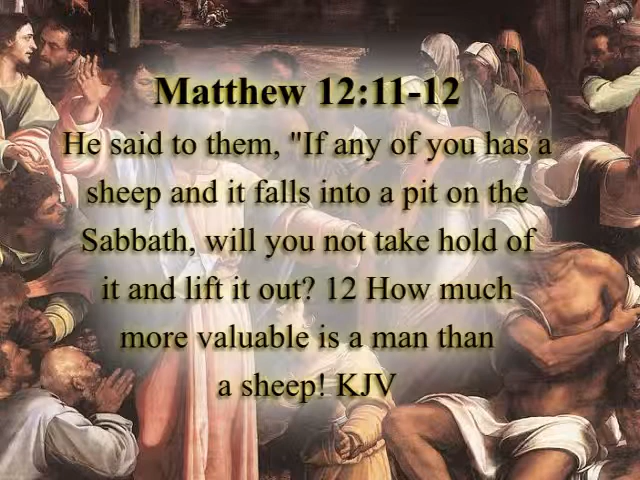 Matthew 12:11-12
He said to them, "If any of you has a
sheep and it falls into a pit on the
Sabbath, will you not take hold of
it and lift it out? 12 How much
more valuable is a man than
a sheep! KJV